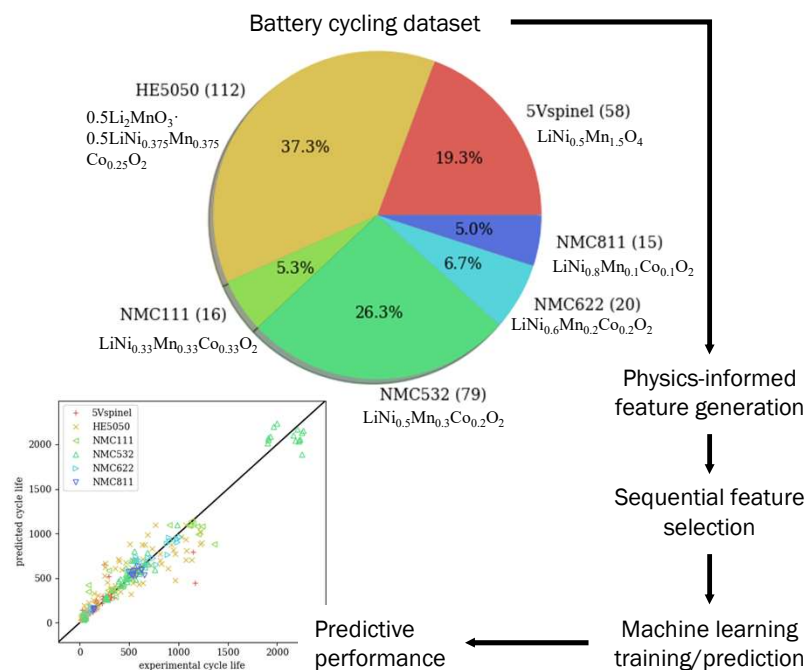 Battery cycling dataset
HE5050 (112)
0.5Li₂MnO₃·
0.5LiNi₀.₃₇₅Mn₀.₃₇₅
Co₀.₂₅O₂
37.3%
5Vspinel (58)
LiNi₀.₅Mn₁.₅O₄
19.3%
5.0%
NMC811 (15)
LiNi₀.₈Mn₀.₁Co₀.₁O₂
6.7%
NMC622 (20)
LiNi₀.₆Mn₀.₂Co₀.₂O₂
5.3%
NMC111 (16)
LiNi₀.₃₃Mn₀.₃₃Co₀.₃₃O₂
26.3%
NMC532 (79)
LiNi₀.₅Mn₀.₃Co₀.₂O₂
Physics-informed
feature generation
Sequential feature
selection
Machine learning
training/prediction
Predictive
performance
5Vspinel
HE5050
NMC111
NMC532
NMC622
NMC811
predicted cycle life
2000
1500
1000
500
0
0 500 1000 1500 2000
experimental cycle life